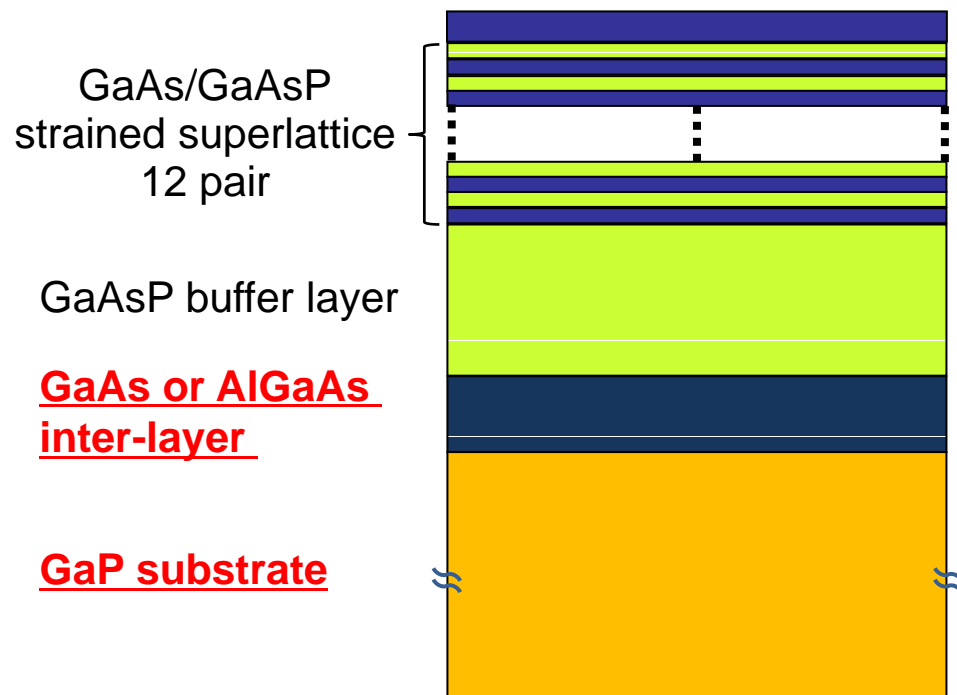 GaAs/GaAsP
strained superlattice
12 pair
GaAsP buffer layer
GaAs or AlGaAs
inter-layer
GaP substrate